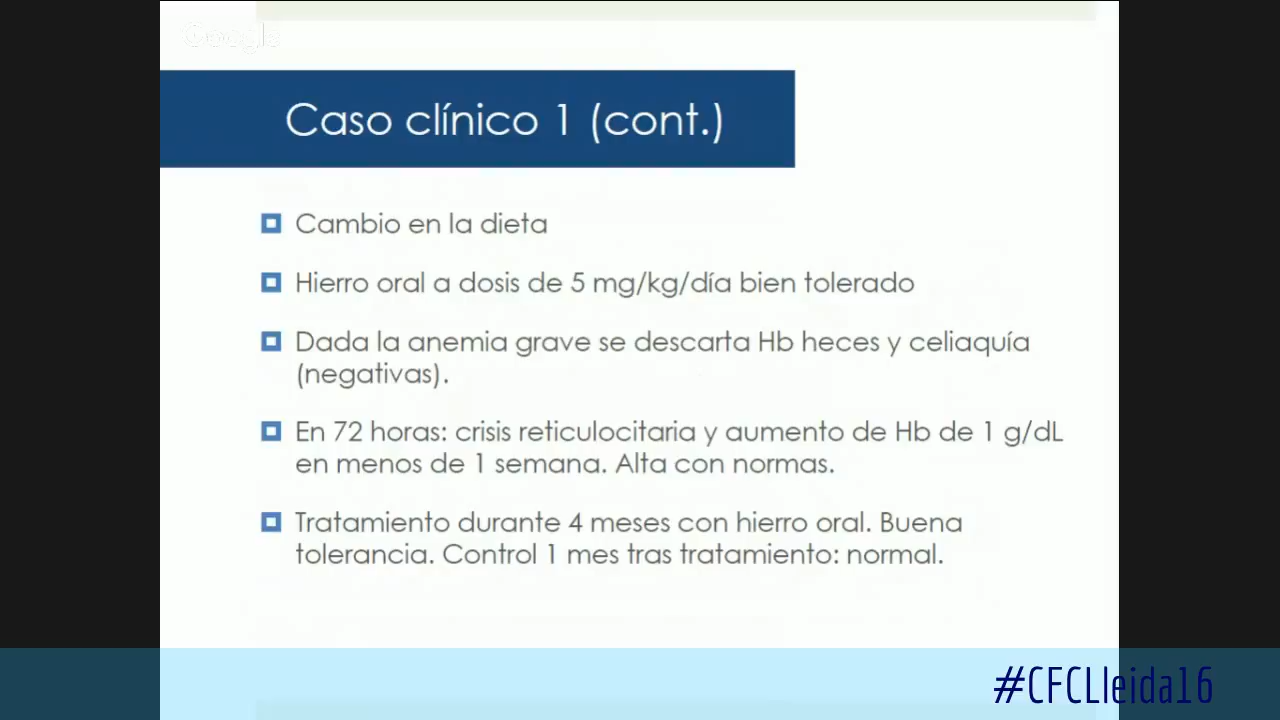 Google
Caso clínico 1 (cont.)
Cambio en la dieta
Hierro oral a dosis de 5 mg/kg/día bien tolerado
Dada la anemia grave se descarta Hb heces y celiaquía
(negativas).
En 72 horas: crisis reticulocitaria y aumento de Hb de 1 g/dL
en menos de 1 semana. Alta con normas.
Tratamiento durante 4 meses con hierro oral. Buena
tolerancia. Control 1 mes tras tratamiento: normal.
#CFCLleida16